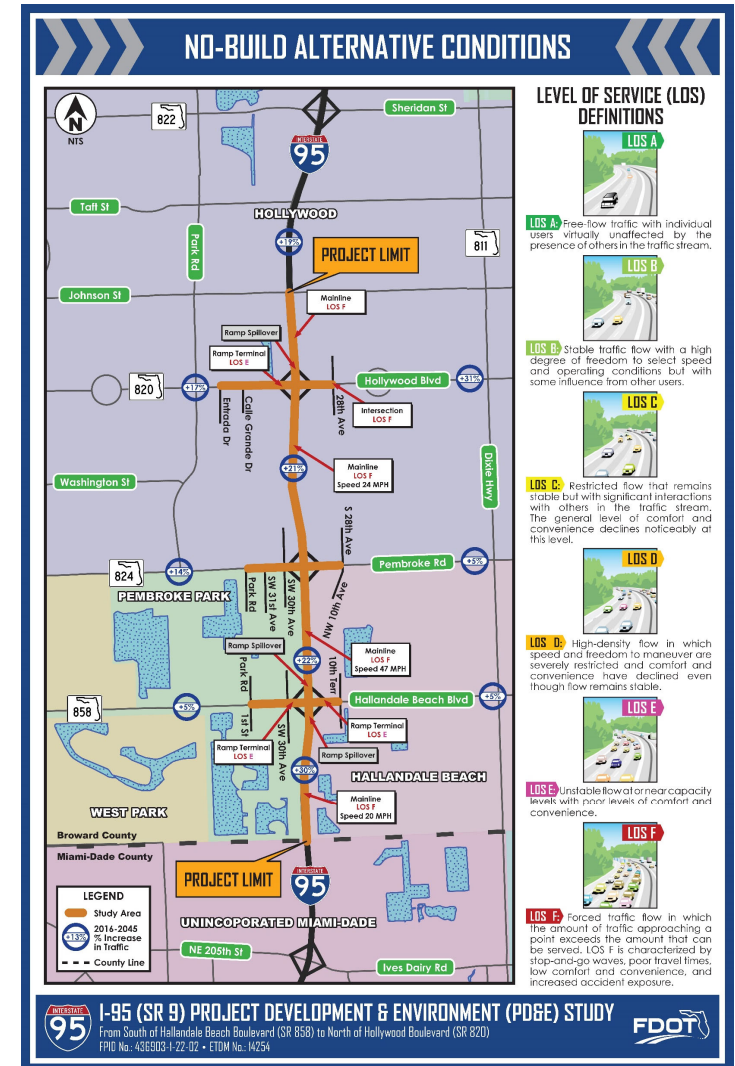 NO-BUILD ALTERNATIVE CONDITIONS
N
NTS
822
Sheridan St
INTERSTATE
95
Taft St
HOLLYWOOD
Park Rd
811
+19%
PROJECT LIMIT
Johnson St
Mainline
LOS F
Ramp Spillover
Ramp Terminal
LOS E
820
+17%
Hollywood Blvd
+31%
Entrada Dr
Calle Grande Dr
28th Ave
Intersection
LOS F
+21%
Mainline
LOS F
Speed 24 MPH
Washington St
Dixie Hwy
S 28th Ave
824
+14%
Pembroke Rd
+5%
PEMBROKE PARK
Park Rd
SW 31st Ave
SW 30th Ave
NW 10th Ave
Ramp Spillover
Mainline
LOS F
Speed 47 MPH
+22%
Park Rd
10th Terr
858
+5%
Hallandale Beach Blvd
+5%
1st St
SW 30th Ave
Ramp Terminal
LOS E
Ramp Terminal
LOS E
Ramp Spillover
+30%
HALLANDALE BEACH
Mainline
LOS F
Speed 20 MPH
WEST PARK
Broward County
Miami-Dade County
PROJECT LIMIT
INTERSTATE
95
UNINCOPORATED MIAMI-DADE
NE 205th St
Ives Dairy Rd
LEGEND
Study Area
+13%
2016-2045
% Increase
in Traffic
County Line
LEVEL OF SERVICE (LOS)
DEFINITIONS
LOS A
LOS A: Free-flow traffic with individual
users virtually unaffected by the
presence of others in the traffic stream.
LOS B
LOS B: Stable traffic flow with a high
degree of freedom to select speed
and operating conditions but with
some influence from other users.
LOS C
LOS C: Restricted flow that remains
stable but with significant interactions
with others in the traffic stream.
The general level of comfort and
convenience declines noticeably at
this level.
LOS D
LOS D: High-density flow in which
speed and freedom to maneuver are
severely restricted and comfort and
convenience have declined even
though flow remains stable.
LOS E
LOS E: Unstable flow at or near capacity
levels with poor levels of comfort and
convenience.
LOS F
LOS F: Forced traffic flow in which
the amount of traffic approaching a
point exceeds the amount that can
be served. LOS F is characterized by
stop-and-go waves, poor travel times,
low comfort and convenience, and
increased accident exposure.
INTERSTATE
95
I-95 (SR 9) PROJECT DEVELOPMENT & ENVIRONMENT (PD&E) STUDY
From South of Hallandale Beach Boulevard (SR 858) to North of Hollywood Boulevard (SR 820)
FPID No.: 436903-1-22-02 • ETDM No.: 14254
FDOT